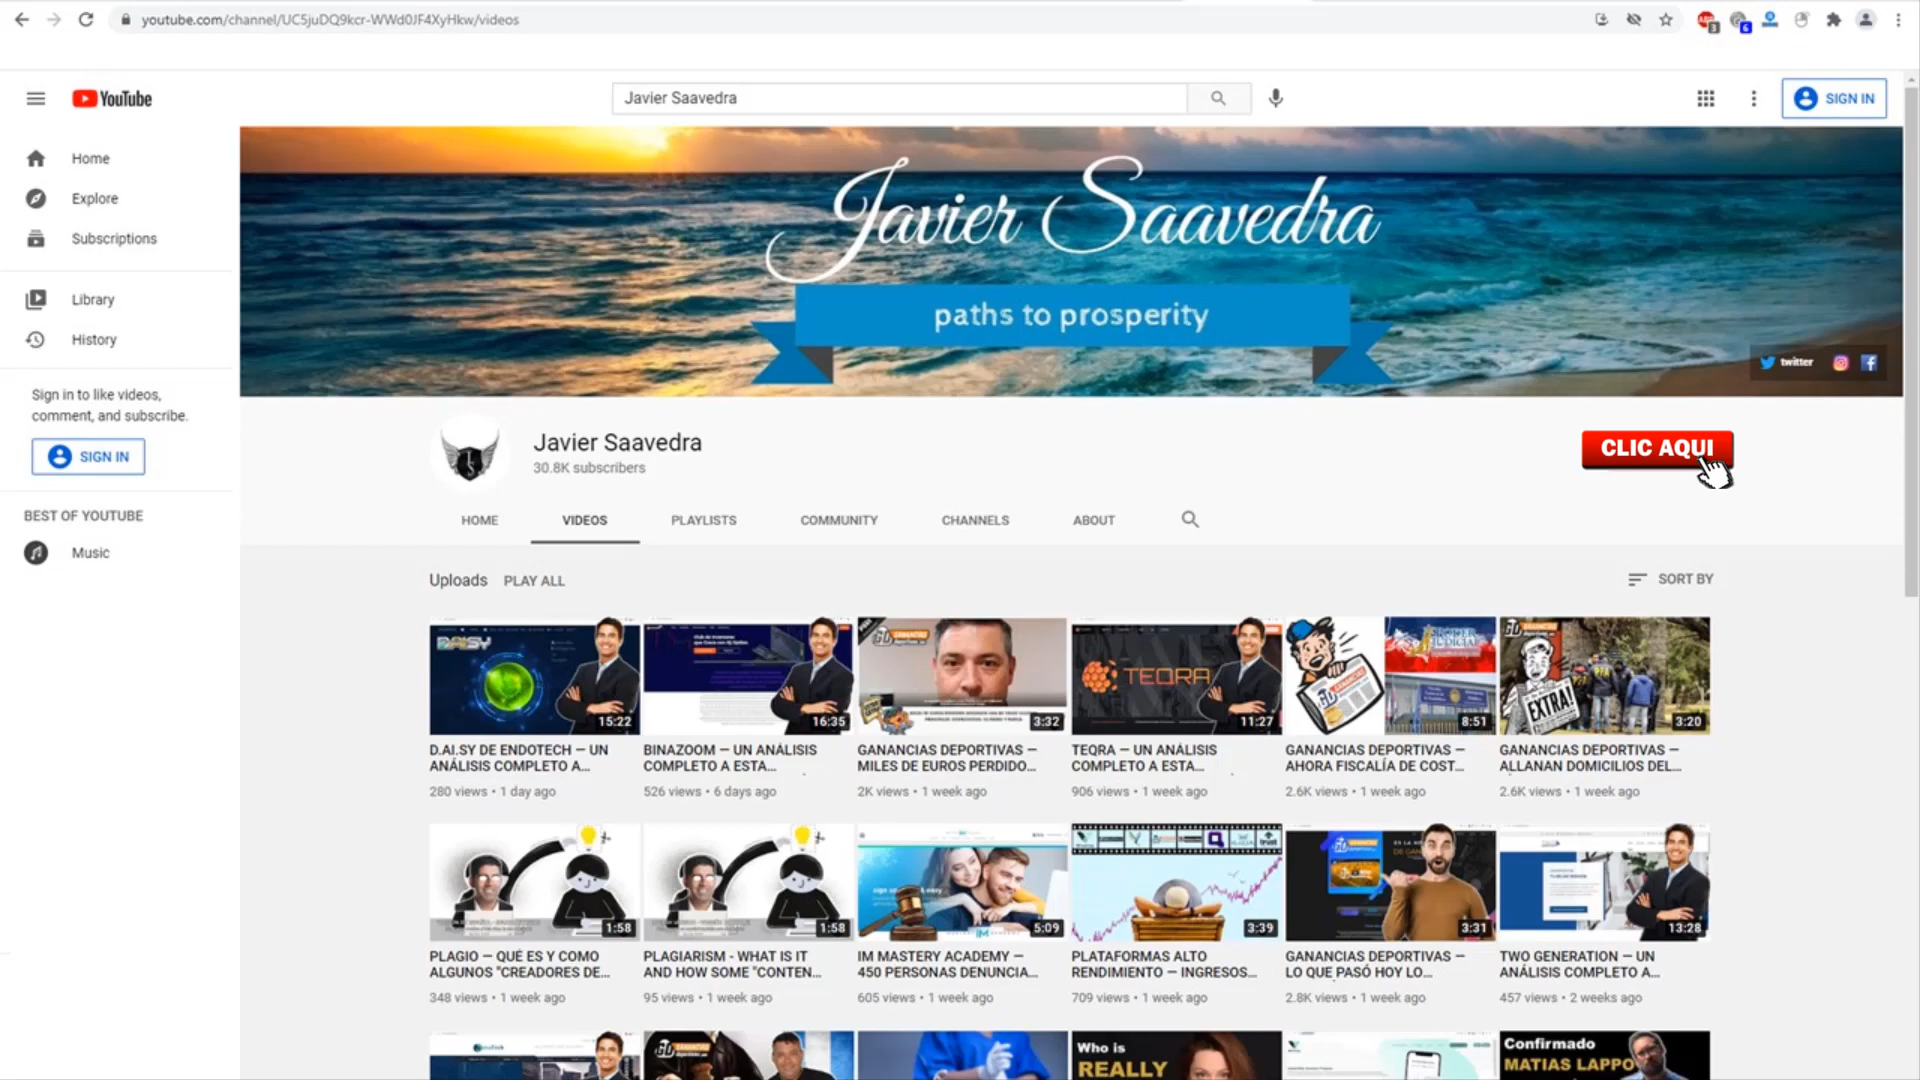 youtube.com/channel/UC5juDQ9kcr-WWd0JF4XyHkw/videos
3
6
YouTube
Javier Saavedra
SIGN IN
Home
Explore
Subscriptions
Library
History
Sign in to like videos,
comment, and subscribe.
SIGN IN
BEST OF YOUTUBE
Music
Javier Saavedra
paths to prosperity
twitter
Javier Saavedra
30.8K subscribers
CLIC AQUI
HOME
VIDEOS
PLAYLISTS
COMMUNITY
CHANNELS
ABOUT
Uploads
PLAY ALL
SORT BY
15:22
16:35
3:32
TEQRA
11:27
8:51
EXTRA!
3:20
D.AI.SY DE ENDOTECH — UN
ANÁLISIS COMPLETO A...
280 views • 1 day ago
BINAZOOM — UN ANÁLISIS
COMPLETO A ESTA...
526 views • 6 days ago
GANANCIAS DEPORTIVAS —
MILES DE EUROS PERDIDO...
2K views • 1 week ago
TEQRA — UN ANÁLISIS
COMPLETO A ESTA...
906 views • 1 week ago
GANANCIAS DEPORTIVAS —
AHORA FISCALÍA DE COST...
2.6K views • 1 week ago
GANANCIAS DEPORTIVAS —
ALLANAN DOMICILIOS DEL...
2.6K views • 1 week ago
1:58
1:58
5:09
3:39
3:31
13:28
PLAGIO — QUÉ ES Y COMO
ALGUNOS "CREADORES DE...
348 views • 1 week ago
PLAGIARISM - WHAT IS IT
AND HOW SOME "CONTEN...
95 views • 1 week ago
IM MASTERY ACADEMY —
450 PERSONAS DENUNCIA...
605 views • 1 week ago
PLATAFORMAS ALTO
RENDIMIENTO — INGRESOS...
709 views • 1 week ago
GANANCIAS DEPORTIVAS —
LO QUE PASÓ HOY LO...
2.8K views • 1 week ago
TWO GENERATION — UN
ANÁLISIS COMPLETO A...
457 views • 2 weeks ago
Who is
REALLY
Confirmado
MATIAS LAPPO